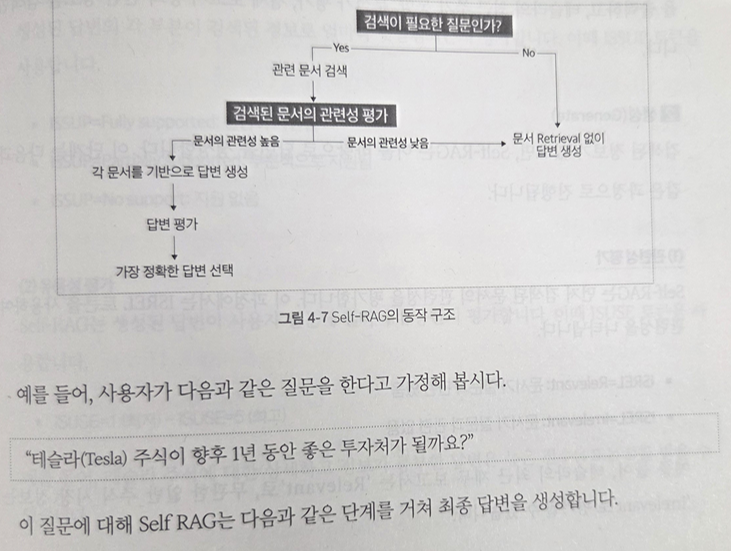 검색이 필요한 질문인가?
Yes
No
관련 문서 검색
검색된 문서의 관련성 평가
문서의 관련성 높음
문서의 관련성 낮음
문서 Retrieval 없이
답변 생성
각 문서를 기반으로 답변 생성
답변 평가
가장 정확한 답변 선택
그림 4-7 Self-RAG의 동작 구조
예를 들어, 사용자가 다음과 같은 질문을 한다고 가정해 봅시다.
“테슬라(Tesla) 주식이 향후 1년 동안 좋은 투자처가 될까요?”
이 질문에 대해 Self RAG는 다음과 같은 단계를 거쳐 최종 답변을 생성합니다.